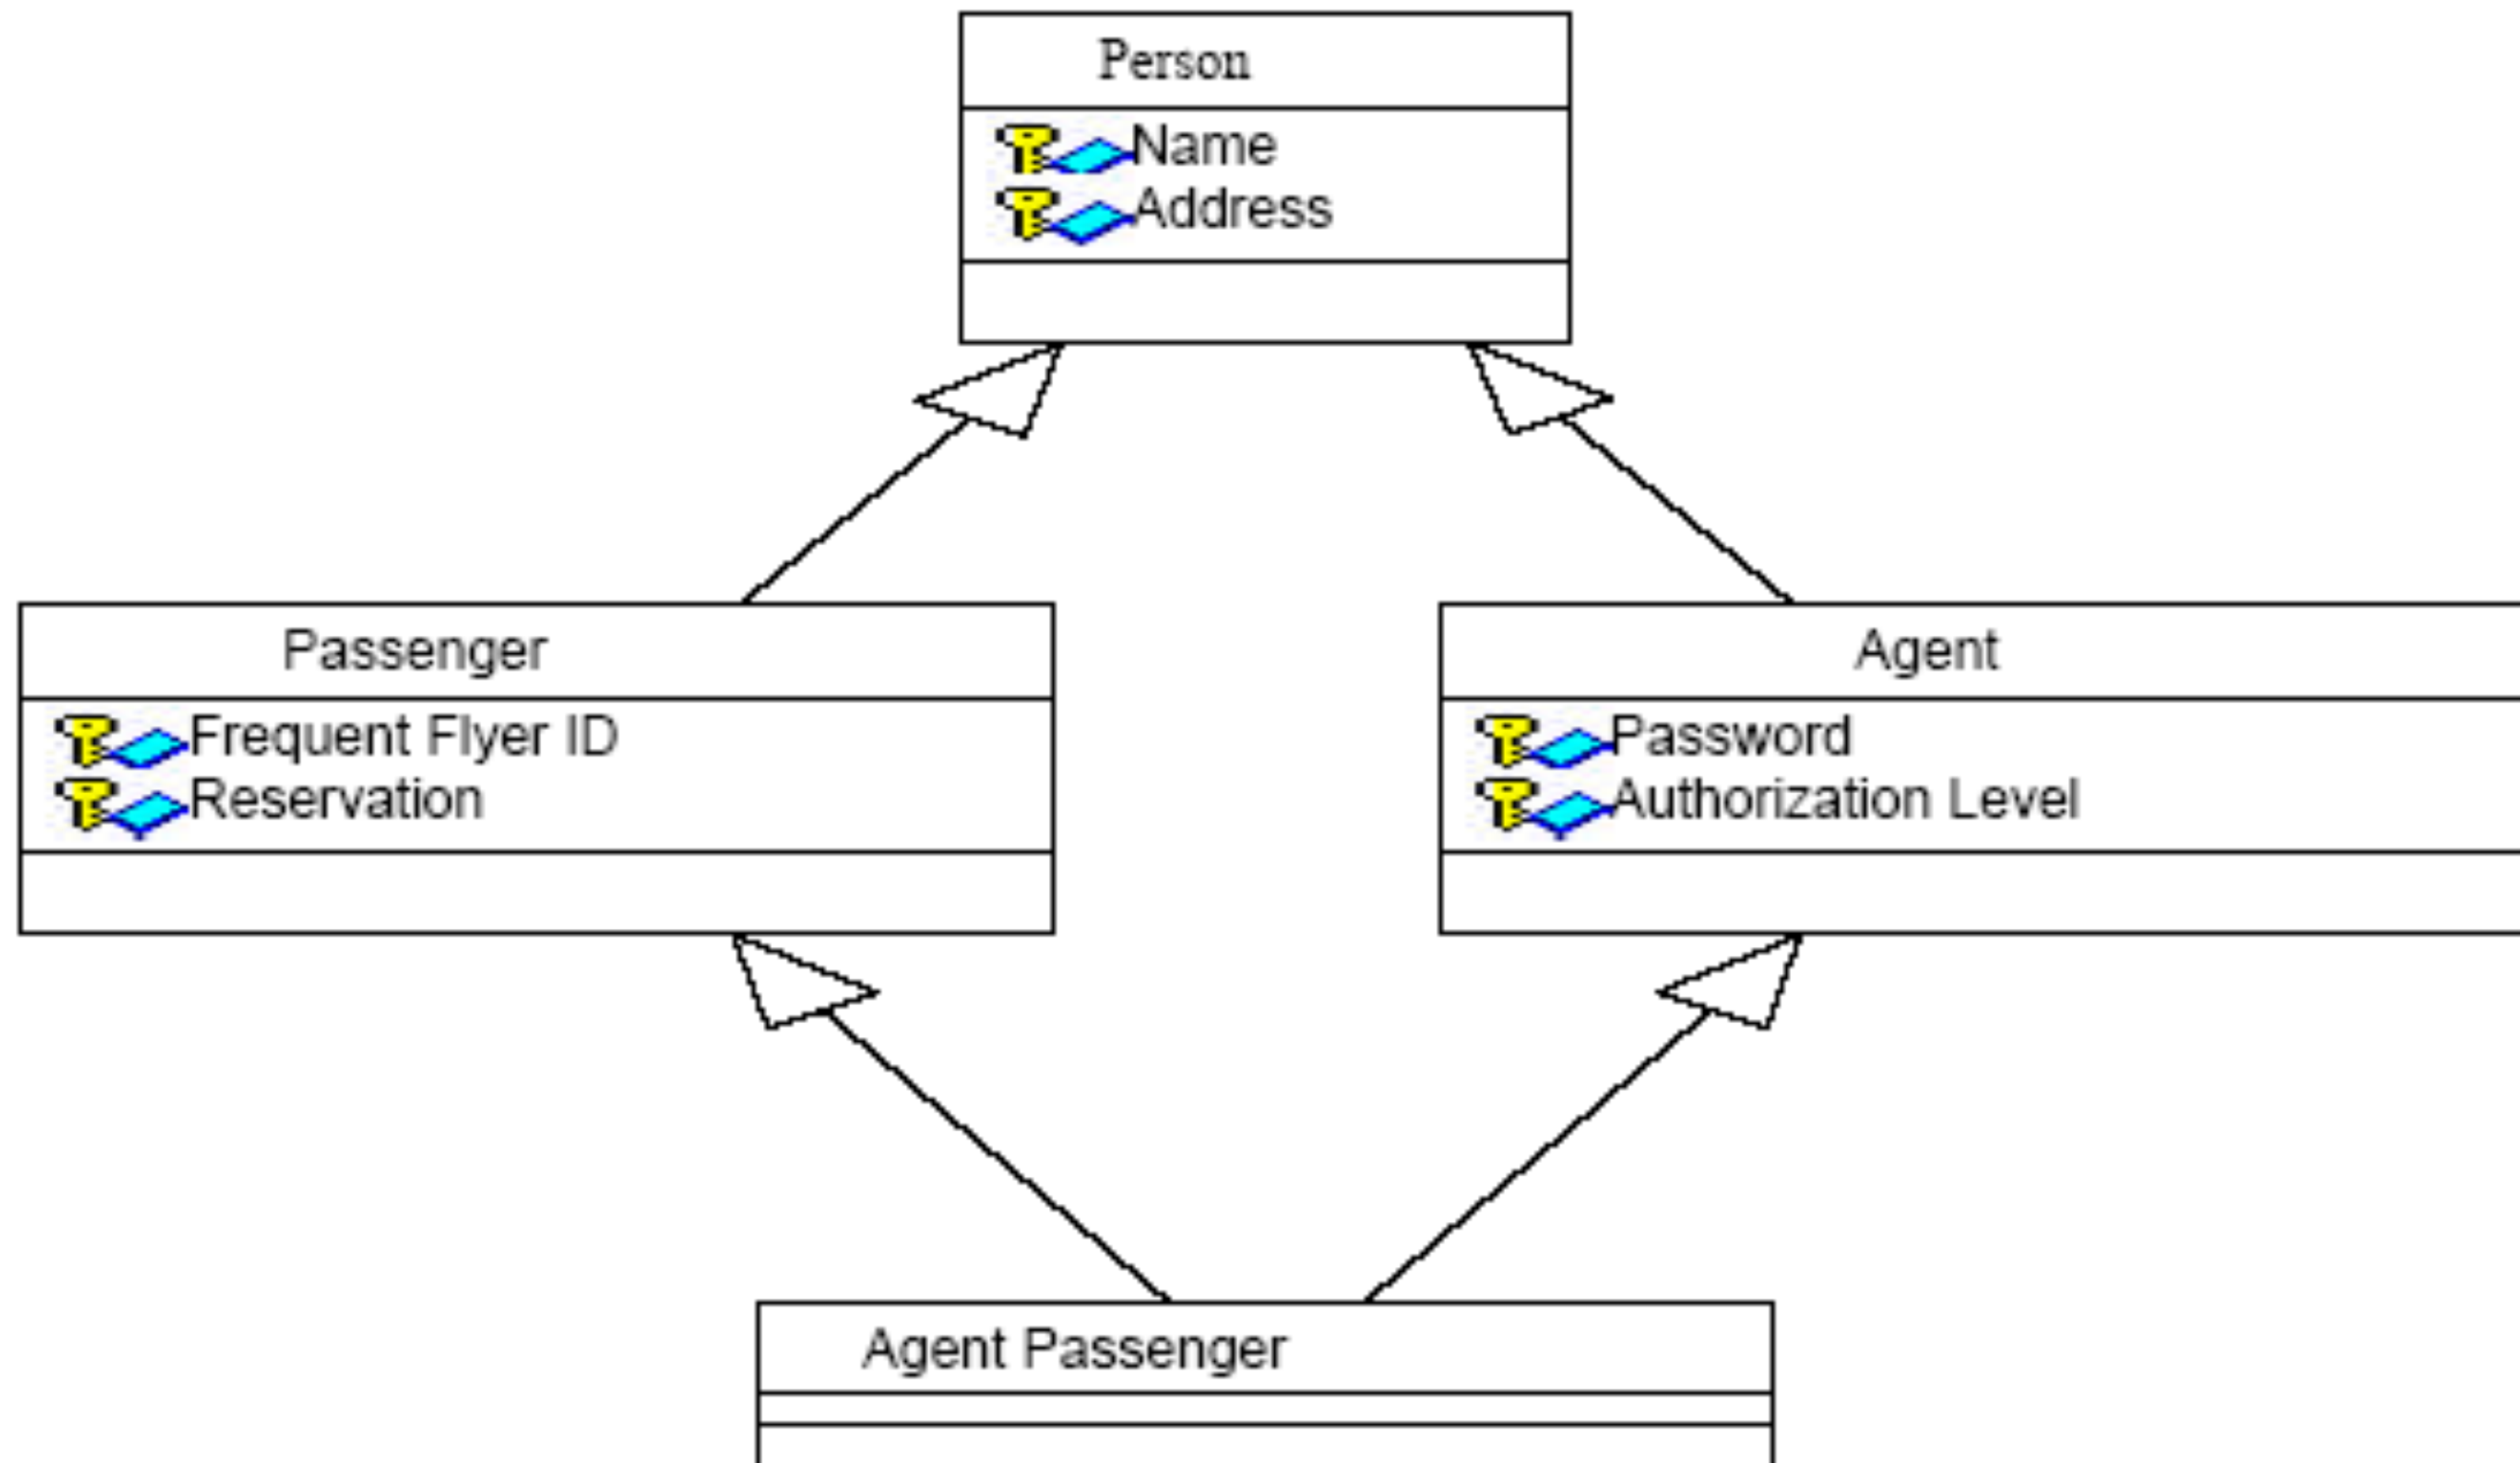 Person
Name
Address
Passenger
Frequent Flyer ID
Reservation
Agent
Password
Authorization Level
Agent Passenger